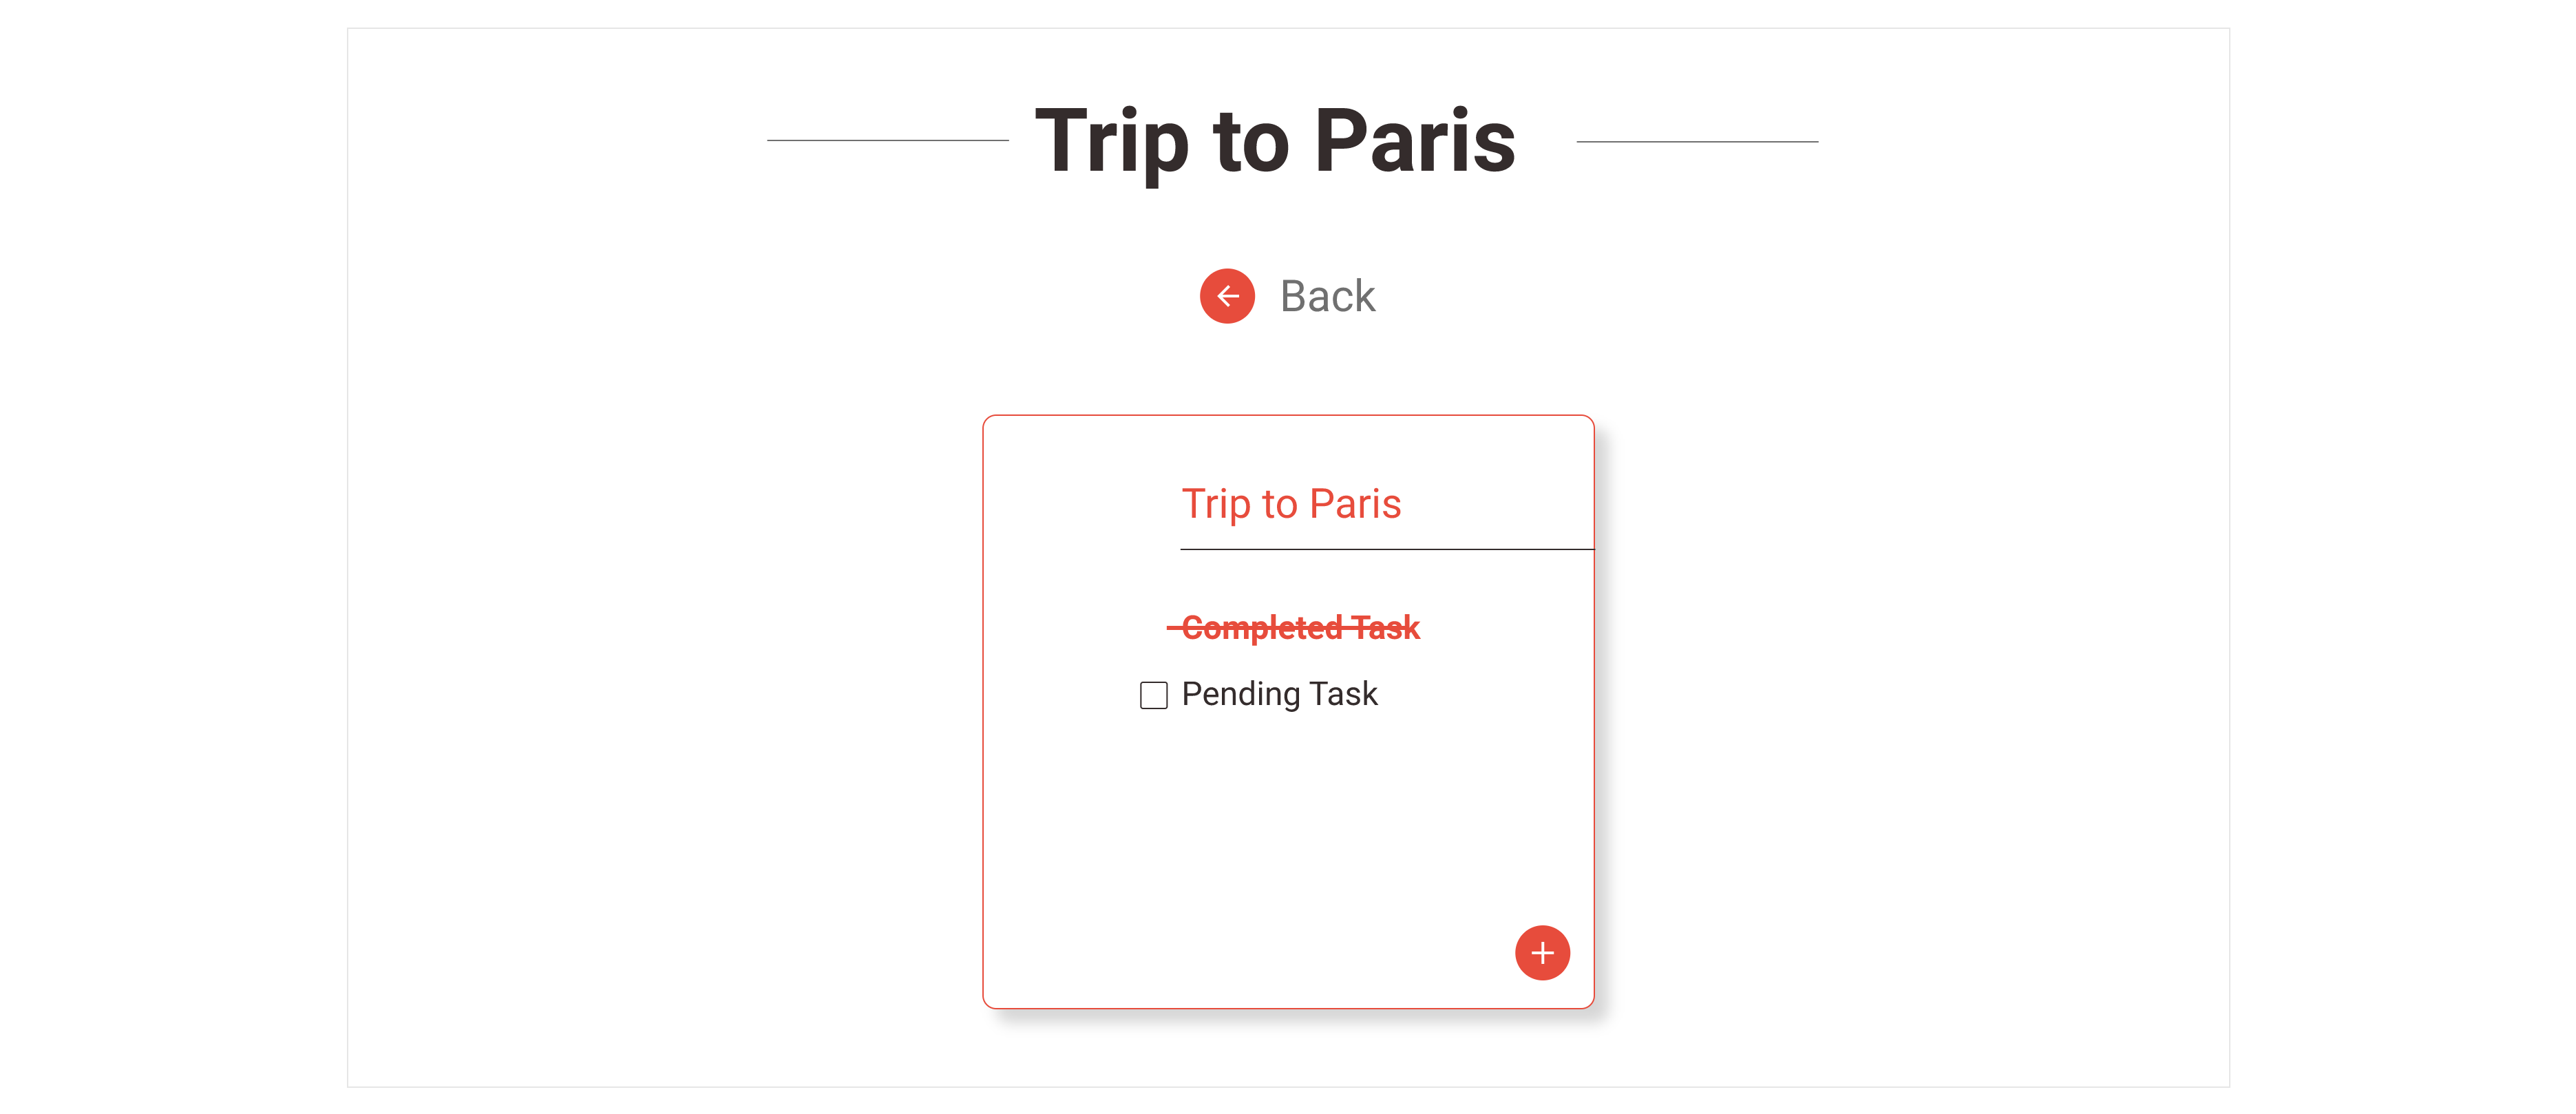 Trip to Paris
Back
Trip to Paris
Completed Task
Pending Task